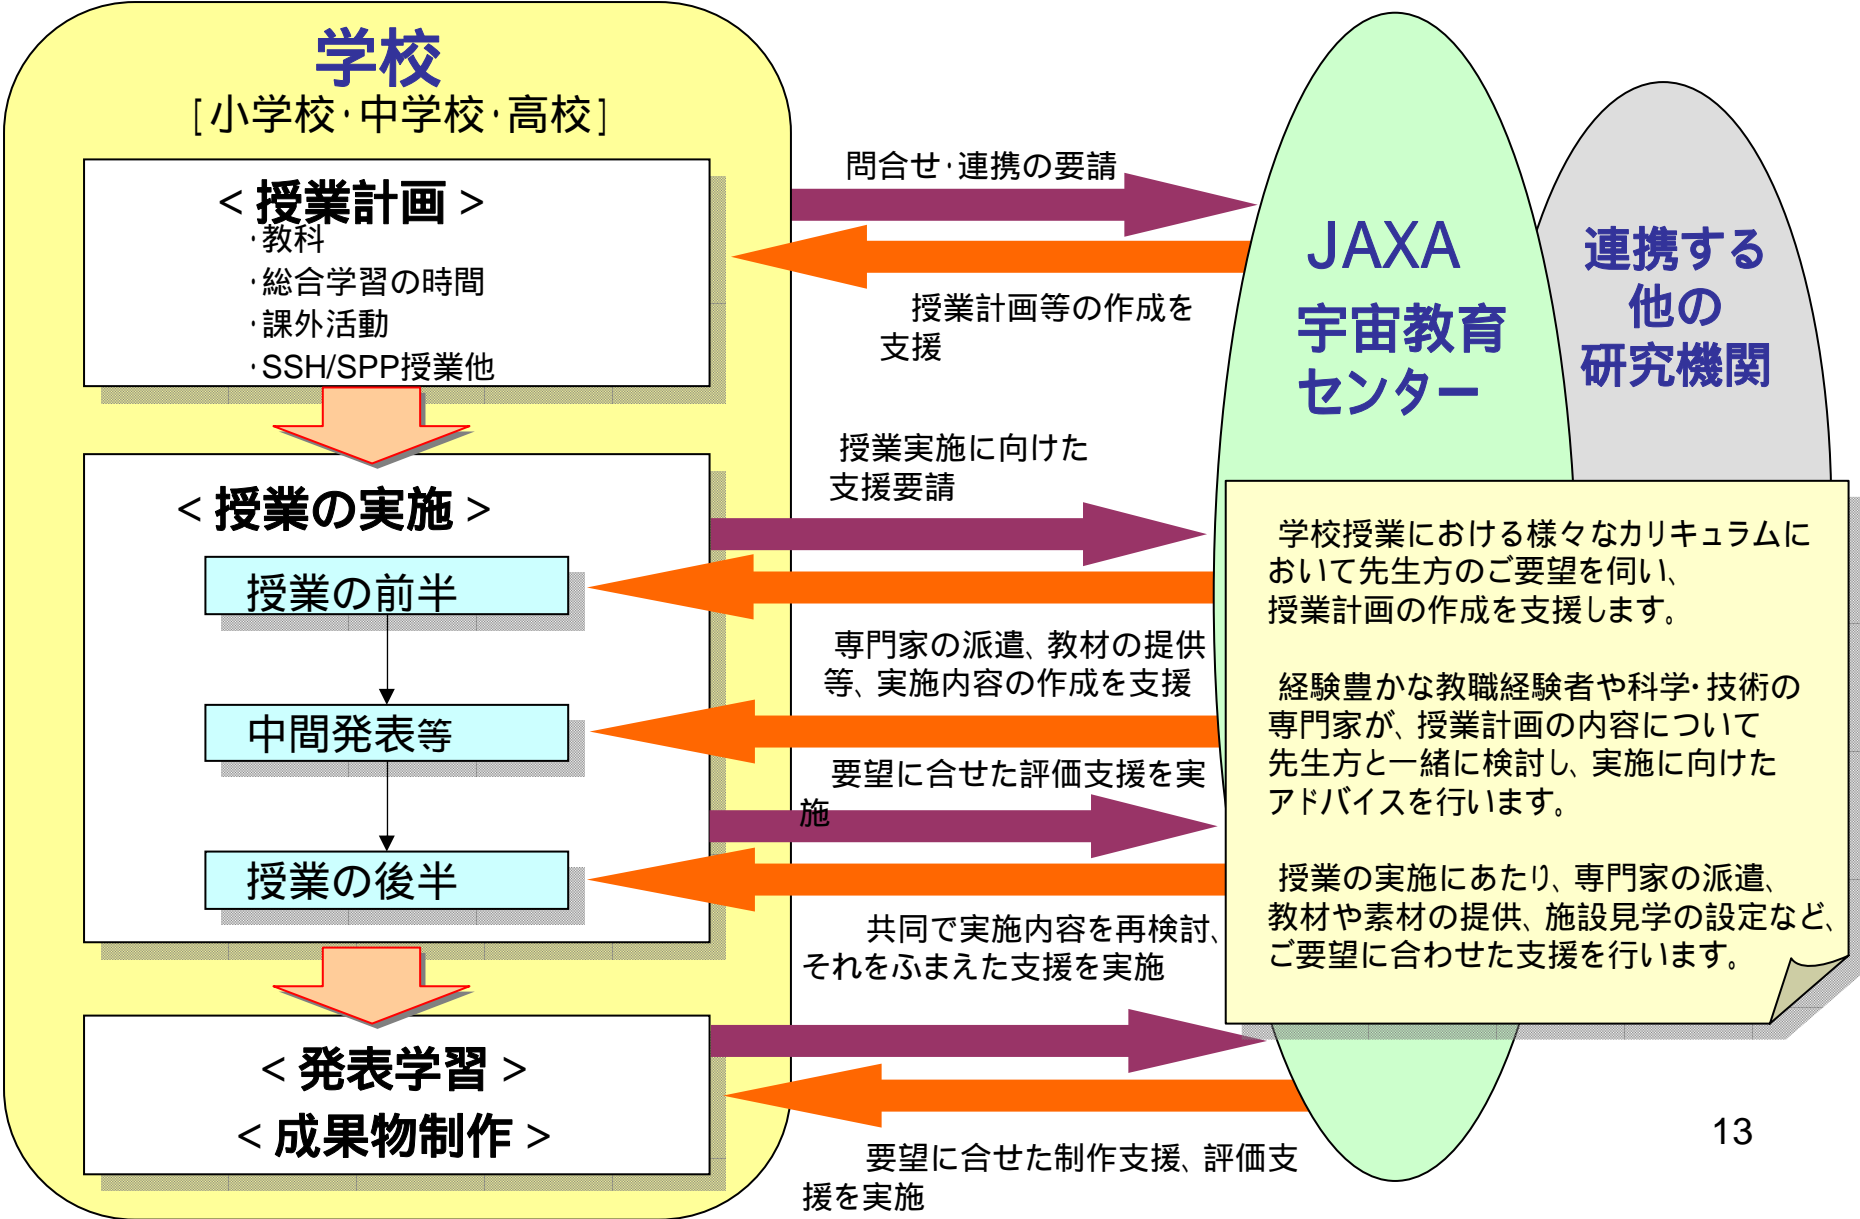 学校
[小学校・中学校・高校]
<授業計画>
・教科
・総合学習の時間
・課外活動
・SSH/SPP授業他
<授業の実施>
授業の前半
中間発表等
授業の後半
<発表学習>
<成果物制作>
問合せ・連携の要請
授業計画等の作成を
支援
授業実施に向けた
支援要請
専門家の派遣、教材の提供
等、実施内容の作成を支援
要望に合せた評価支援を実
施
共同で実施内容を再検討、
それをふまえた支援を実施
要望に合せた制作支援、評価支
援を実施
JAXA
宇宙教育
センター
連携する
他の
研究機関
学校授業における様々なカリキュラムに
おいて先生方のご要望を伺い、
授業計画の作成を支援します。
経験豊かな教職経験者や科学・技術の
専門家が、授業計画の内容について
先生方と一緒に検討し、実施に向けた
アドバイスを行います。
授業の実施にあたり、専門家の派遣、
教材や素材の提供、施設見学の設定など、
ご要望に合わせた支援を行います。
13